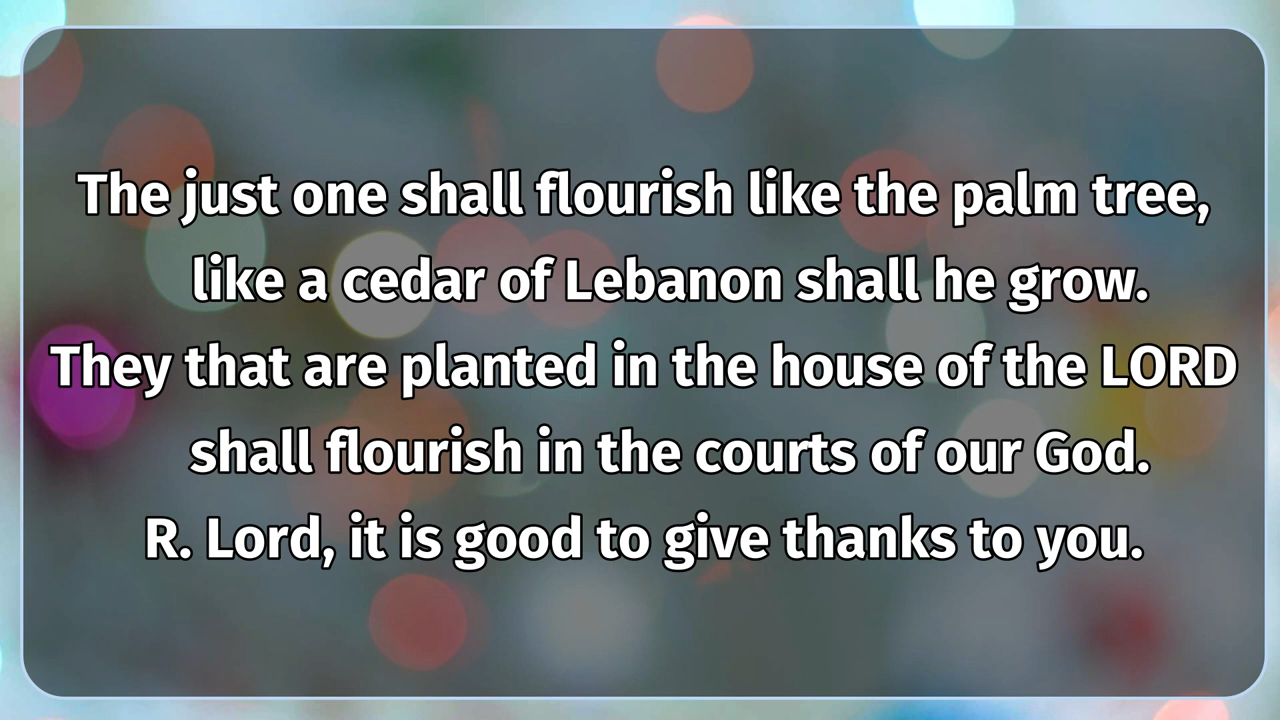 The just one shall flourish like the palm tree,
like a cedar of Lebanon shall he grow.
They that are planted in the house of the LORD
shall flourish in the courts of our God.
R. Lord, it is good to give thanks to you.